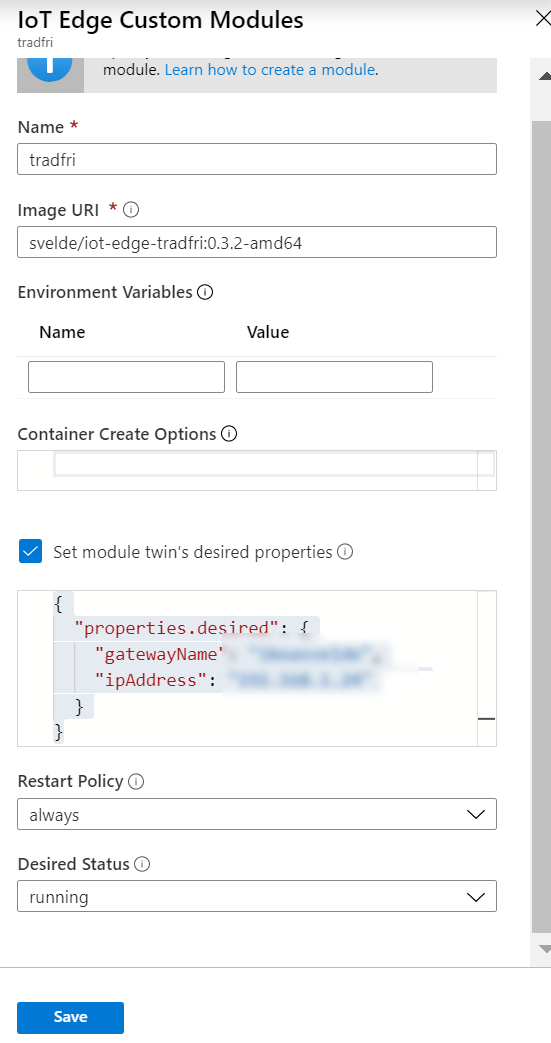 IoT Edge Custom Modules
tradfri
module. Learn how to create a module.
Name *
tradfri
Image URI *
svelde/iot-edge-tradfri:0.3.2-amd64
Environment Variables
Name Value
Container Create Options
Set module twin's desired properties
{
"properties.desired": {
"gatewayName":
"ipAddress":
}
}
Restart Policy
always
Desired Status
running
Save